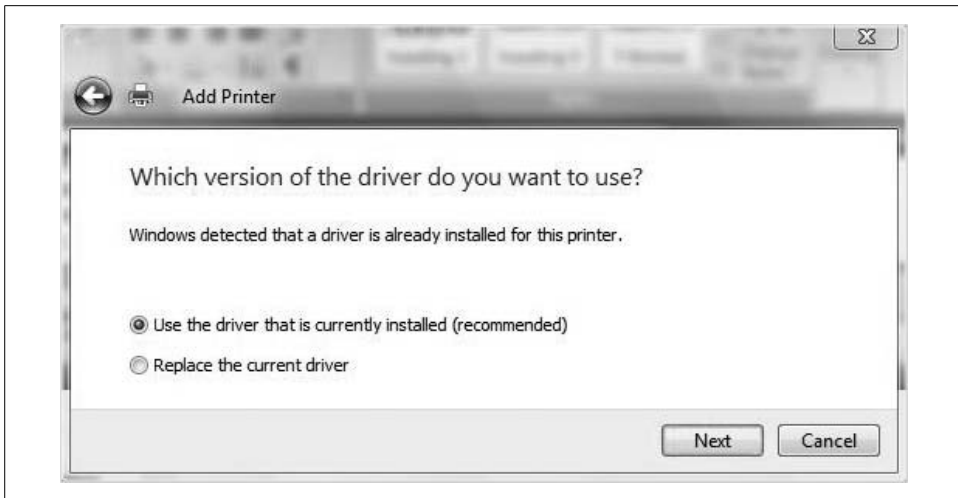 Add Printer
Which version of the driver do you want to use?
Windows detected that a driver is already installed for this printer.
Use the driver that is currently installed (recommended)
Replace the current driver
Next
Cancel